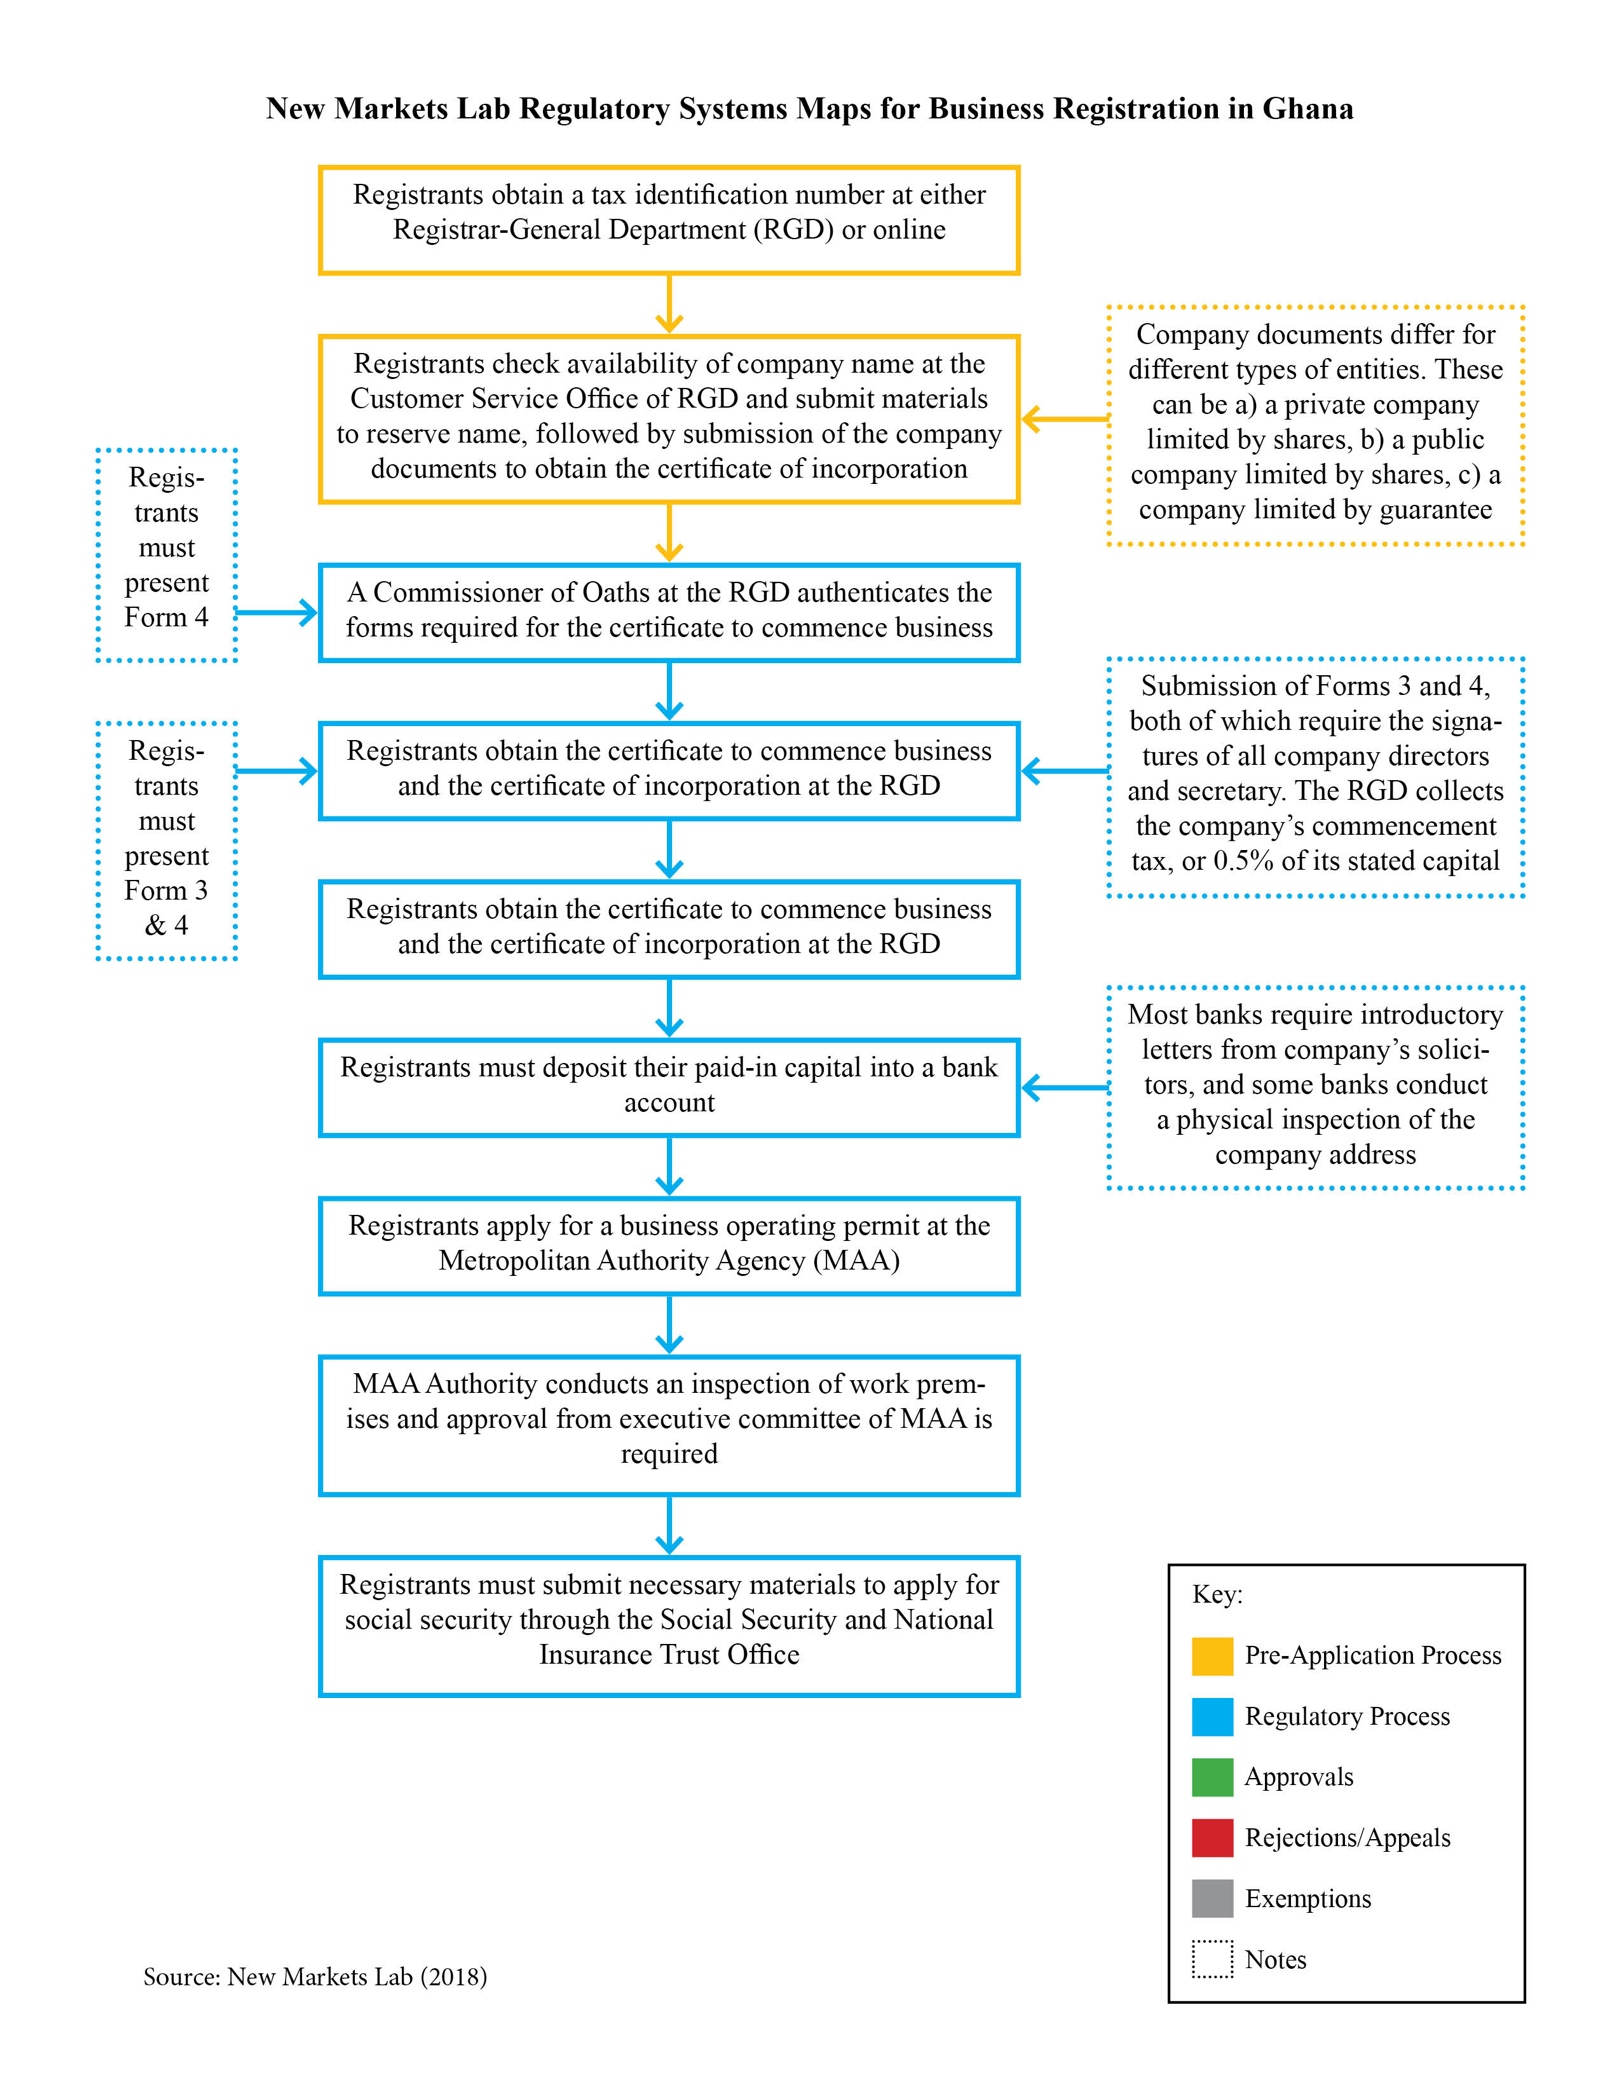 New Markets Lab Regulatory Systems Maps for Business Registration in Ghana
Registrants obtain a tax identification number at either
Registrar-General Department (RGD) or online
Registrants check availability of company name at the
Customer Service Office of RGD and submit materials
to reserve name, followed by submission of the company
documents to obtain the certificate of incorporation
Company documents differ for
different types of entities. These
can be a) a private company
limited by shares, b) a public
company limited by shares, c) a
company limited by guarantee
Regis-
trants
must
present
Form 4
A Commissioner of Oaths at the RGD authenticates the
forms required for the certificate to commence business
Regis-
trants
must
present
Form 3
& 4
Registrants obtain the certificate to commence business
and the certificate of incorporation at the RGD
Submission of Forms 3 and 4,
both of which require the signa-
tures of all company directors
and secretary. The RGD collects
the company’s commencement
tax, or 0.5% of its stated capital
Registrants obtain the certificate to commence business
and the certificate of incorporation at the RGD
Registrants must deposit their paid-in capital into a bank
account
Most banks require introductory
letters from company’s solici-
tors, and some banks conduct
a physical inspection of the
company address
Registrants apply for a business operating permit at the
Metropolitan Authority Agency (MAA)
MAA Authority conducts an inspection of work prem-
ises and approval from executive committee of MAA is
required
Registrants must submit necessary materials to apply for
social security through the Social Security and National
Insurance Trust Office
Key:
Pre-Application Process
Regulatory Process
Approvals
Rejections/Appeals
Exemptions
Notes
Source: New Markets Lab (2018)